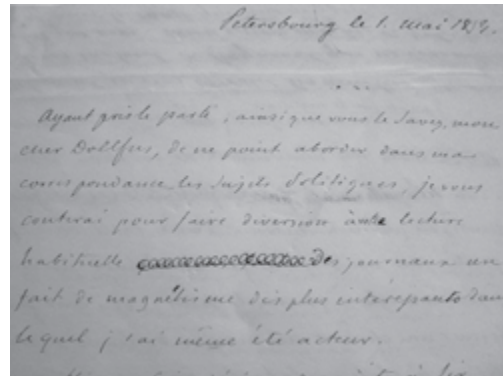 Petersbourg le 1. Mai 1859.
Ayant pris le parti, ainsi que vous le savez, mon
cher Dollfus, de ne point aborder dans ma
correspondance les sujets politiques, je vous
conterai pour faire diversion à votre lecture
habituelle des journaux un
fait de magnétisme des plus intéressants dans
lequel j'ai même été acteur.